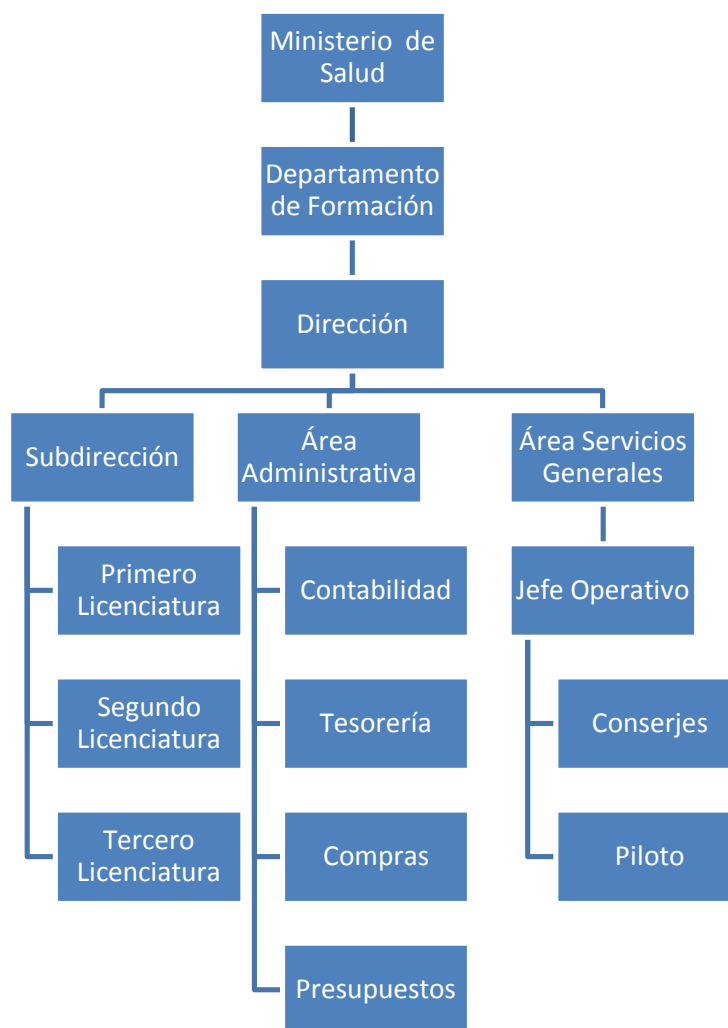 Ministerio de
Salud
Departamento
de Formación
Dirección
Subdirección
Área
Administrativa
Área Servicios
Generales
Primero
Licenciatura
Contabilidad
Jefe Operativo
Segundo
Licenciatura
Tesorería
Conserjes
Tercero
Licenciatura
Compras
Piloto
Presupuestos